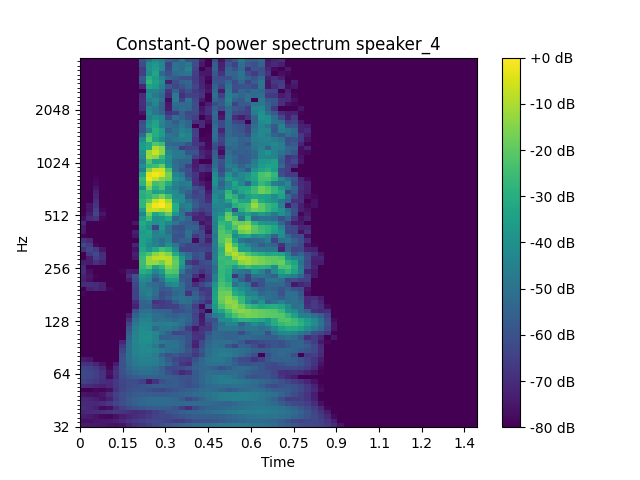 Constant-Q power spectrum speaker_4
Hz
2048
1024
512
256
128
64
32
0 0.15 0.3 0.45 0.6 0.75 0.9 1.1 1.2 1.4
Time
+0 dB
-10 dB
-20 dB
-30 dB
-40 dB
-50 dB
-60 dB
-70 dB
-80 dB